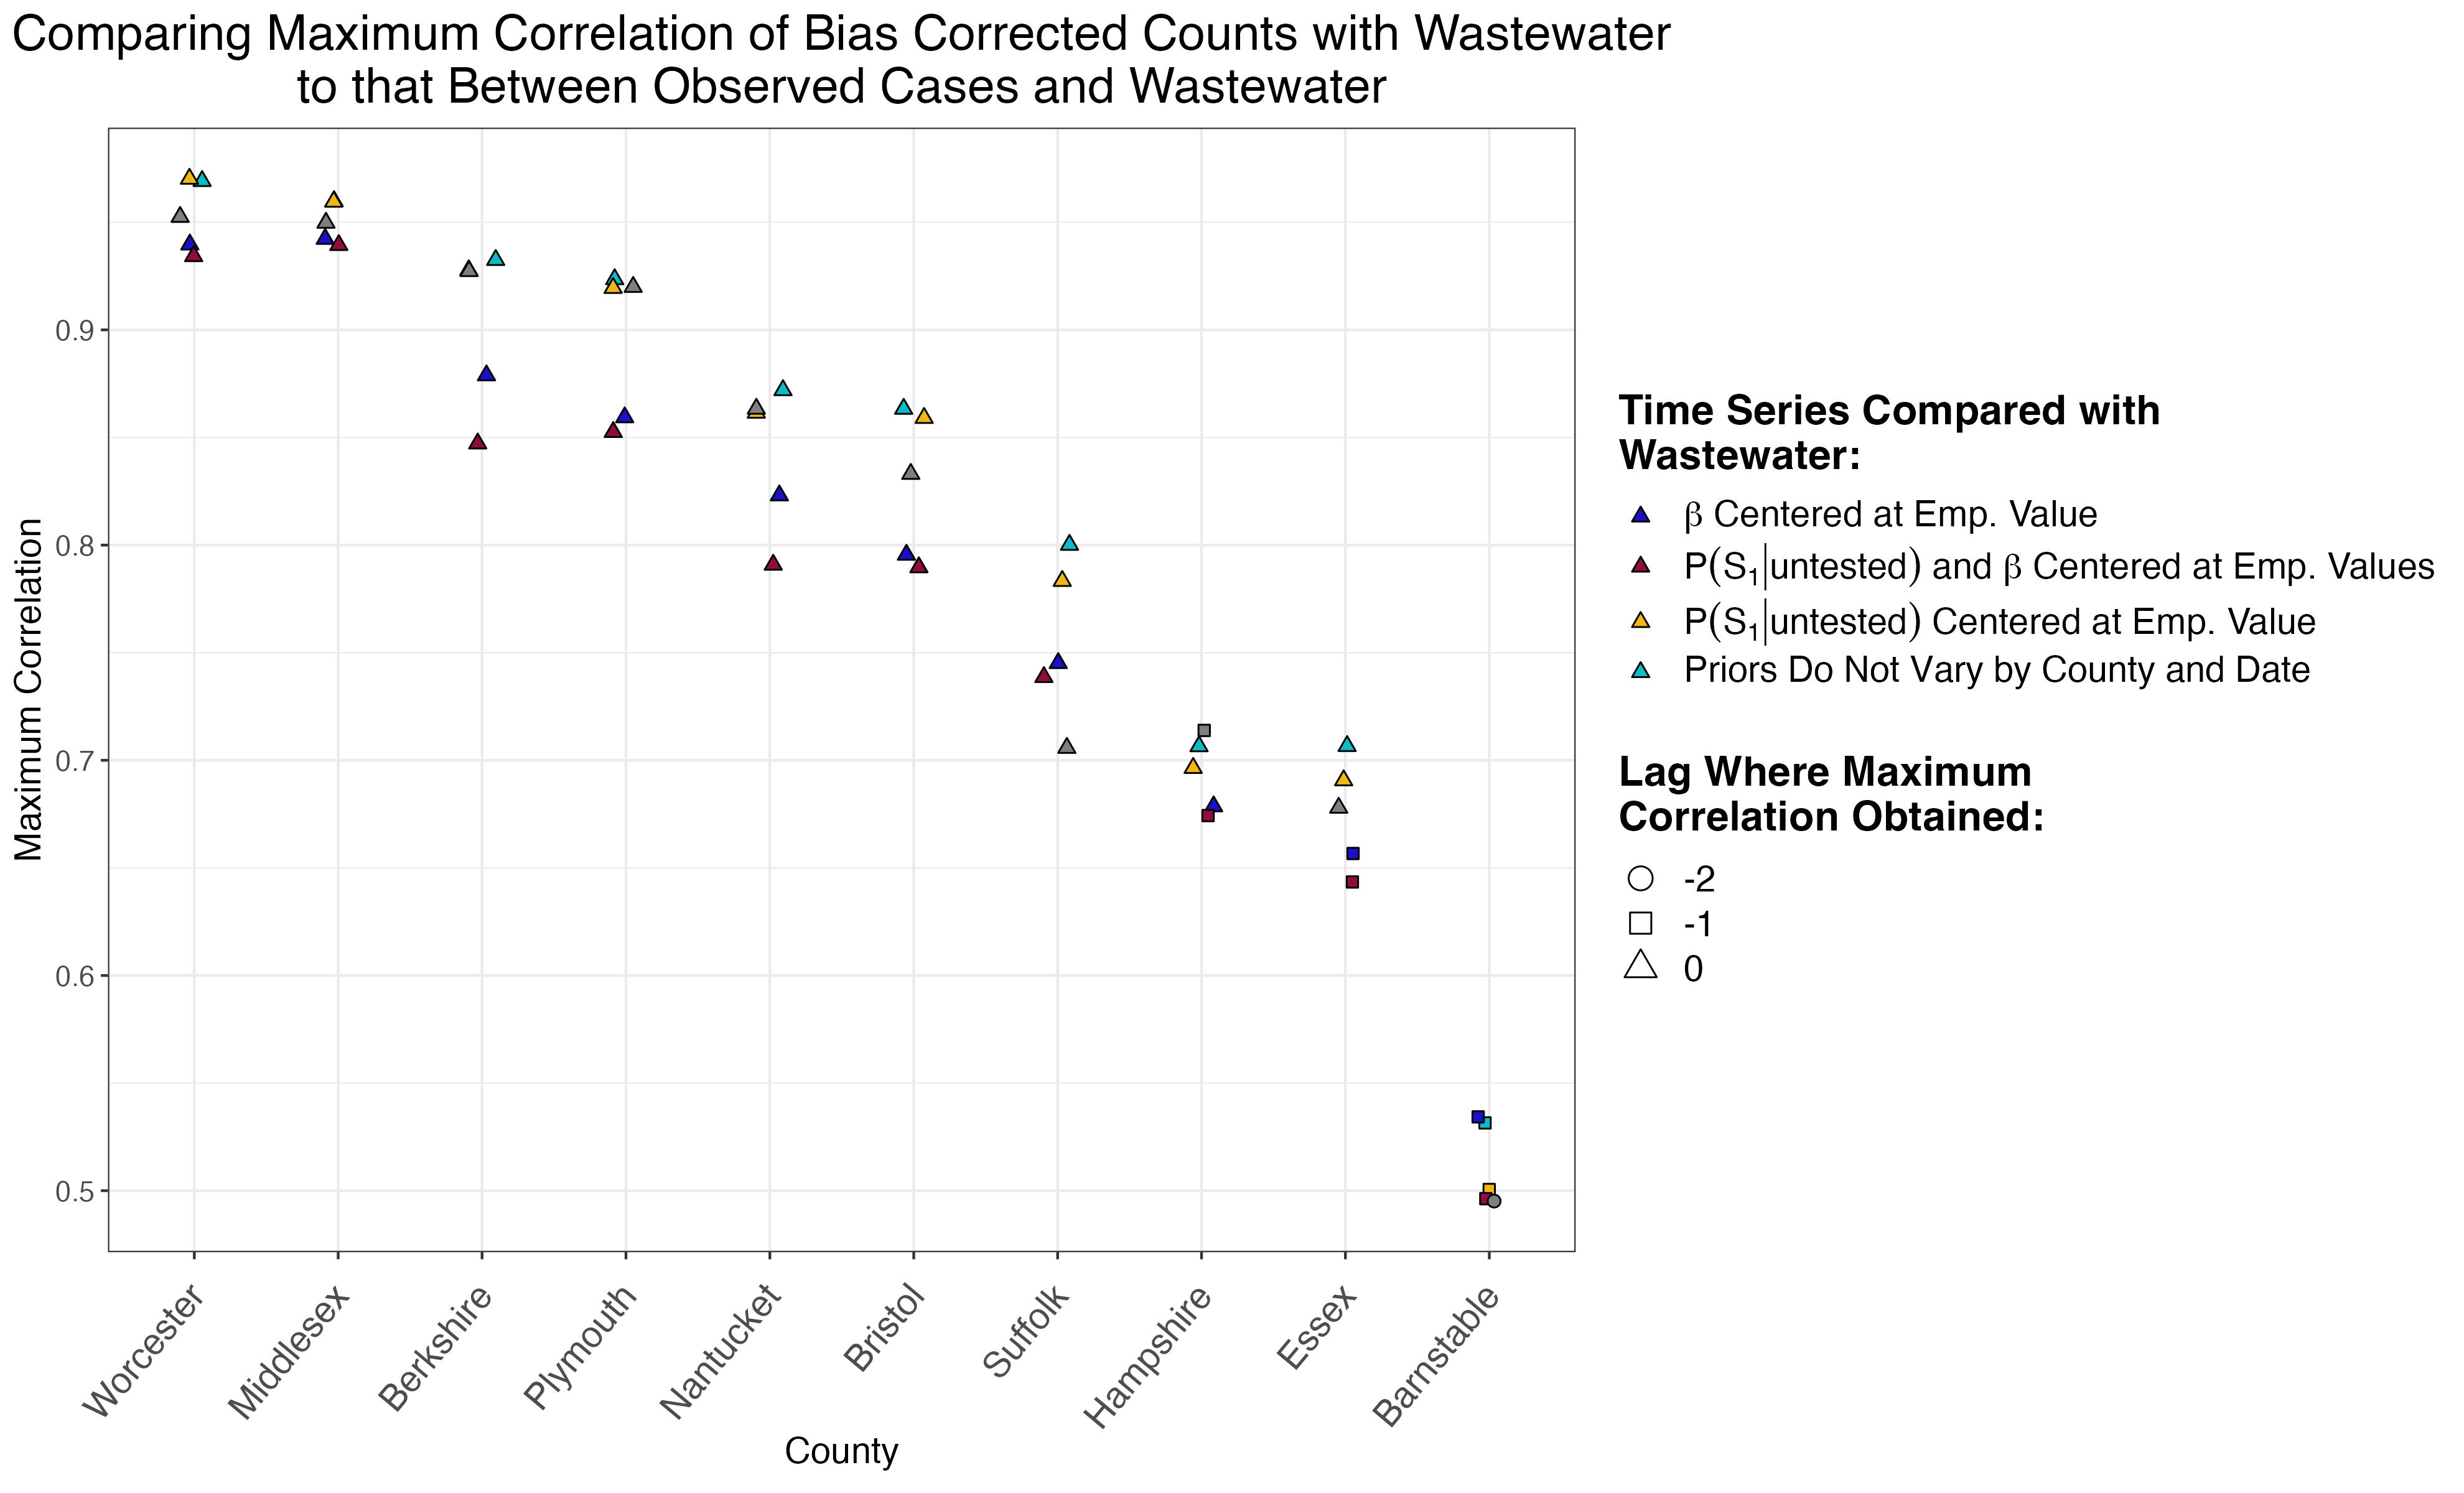 Comparing Maximum Correlation of Bias Corrected Counts with Wastewater
to that Between Observed Cases and Wastewater
Maximum Correlation
0.9
0.8
0.7
0.6
0.5
Worcester
Middlesex
Berkshire
Plymouth
Nantucket
Bristol
Suffolk
Hampshire
Essex
Barnstable
County
Time Series Compared with
Wastewater:
β Centered at Emp. Value
P(S₁|untested) and β Centered at Emp. Values
P(S₁|untested) Centered at Emp. Value
Priors Do Not Vary by County and Date
Lag Where Maximum
Correlation Obtained:
-2
-1
0